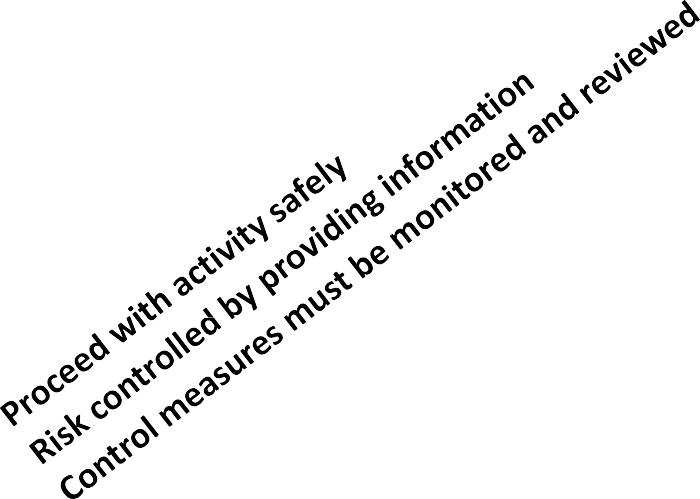 Proceed with activity safely
Risk controlled by providing information
Control measures must be monitored and reviewed